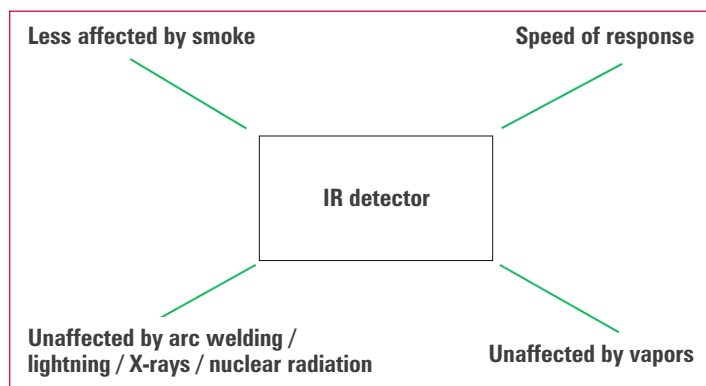 Less affected by smoke
Speed of response
IR detector
Unaffected by arc welding /
lightning / X-rays / nuclear radiation
Unaffected by vapors